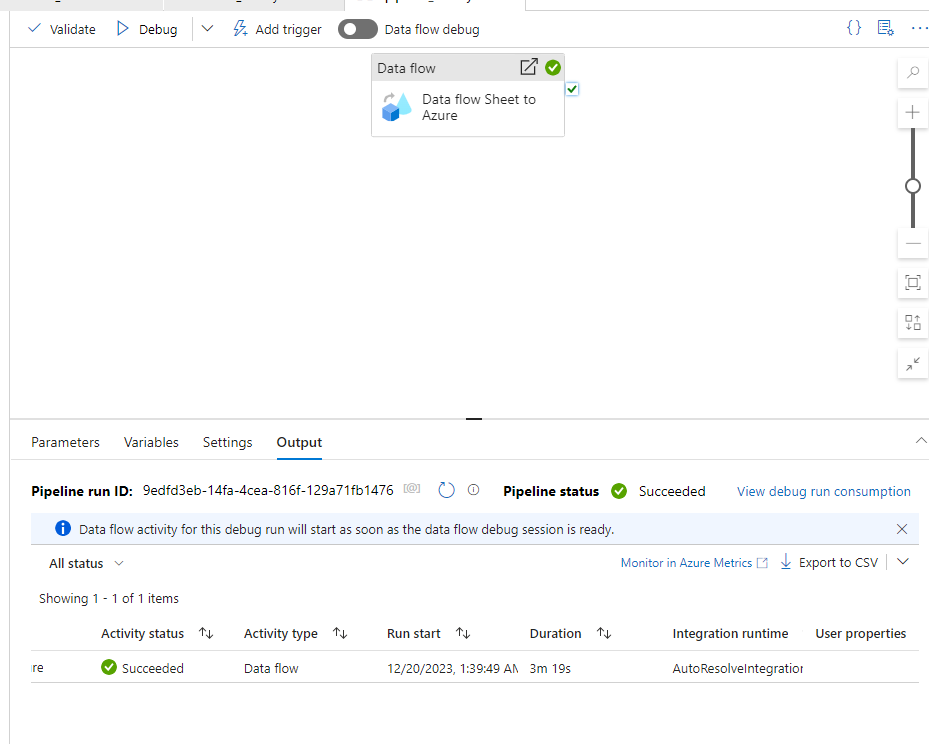 Validate Debug Add trigger Data flow debug
Data flow
Data flow Sheet to
Azure
Parameters Variables Settings Output
Pipeline run ID: 9edfd3eb-14fa-4cea-816f-129a71fb1476 Pipeline status Succeeded View debug run consumption
Data flow activity for this debug run will start as soon as the data flow debug session is ready.
All status Monitor in Azure Metrics Export to CSV
Showing 1 - 1 of 1 items
Activity status Activity type Run start Duration Integration runtime User properties
re Succeeded Data flow 12/20/2023, 1:39:49 AM 3m 19s AutoResolveIntegration